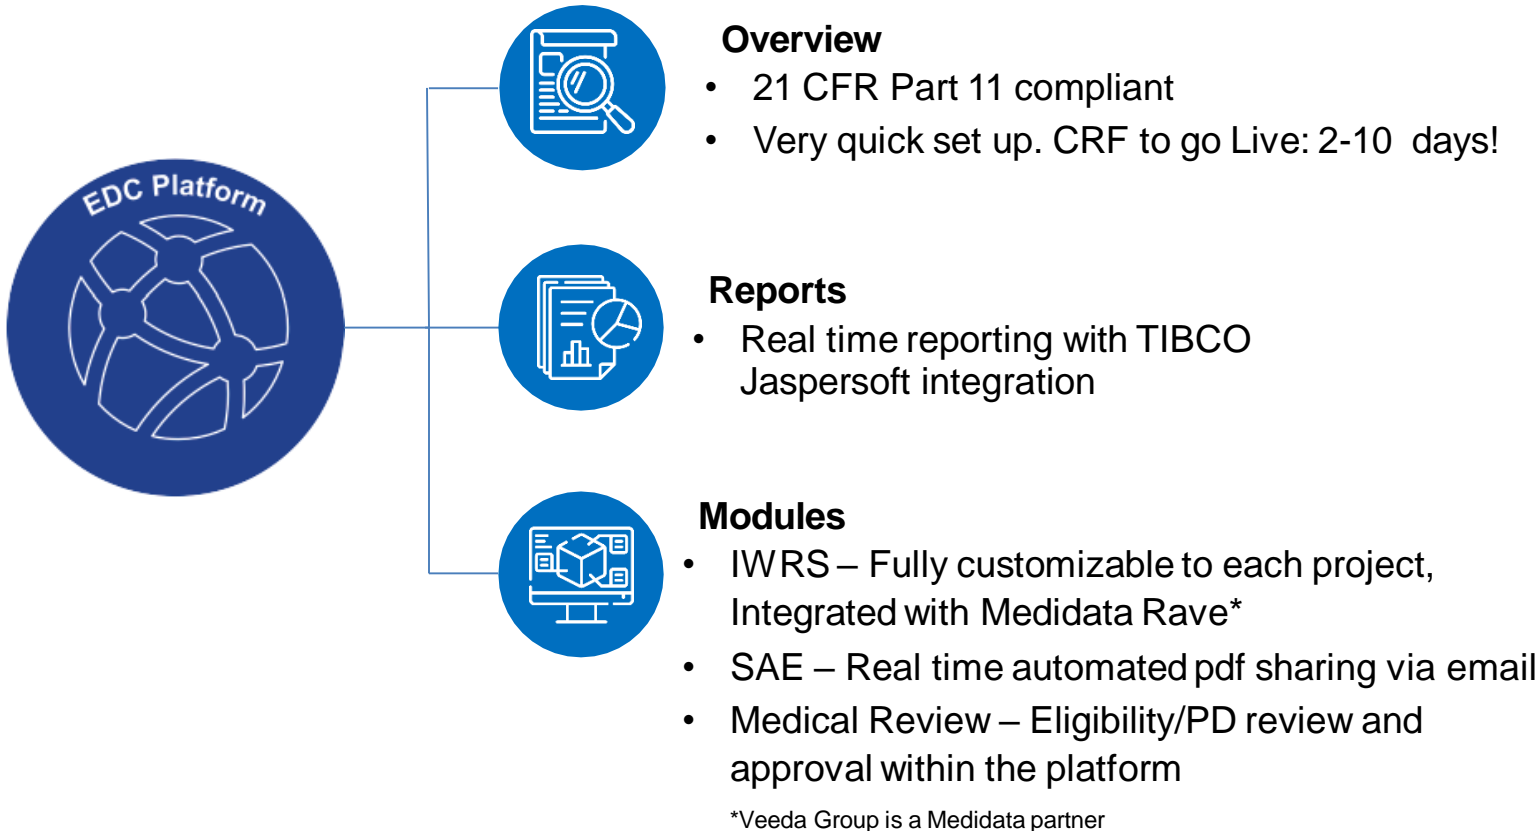 EDC Platform
Overview
• 21 CFR Part 11 compliant
• Very quick set up. CRF to go Live: 2-10 days!
Reports
• Real time reporting with TIBCO
Jaspersoft integration
Modules
• IWRS – Fully customizable to each project,
Integrated with Medidata Rave*
• SAE – Real time automated pdf sharing via email
• Medical Review – Eligibility/PD review and
approval within the platform
*Veeda Group is a Medidata partner